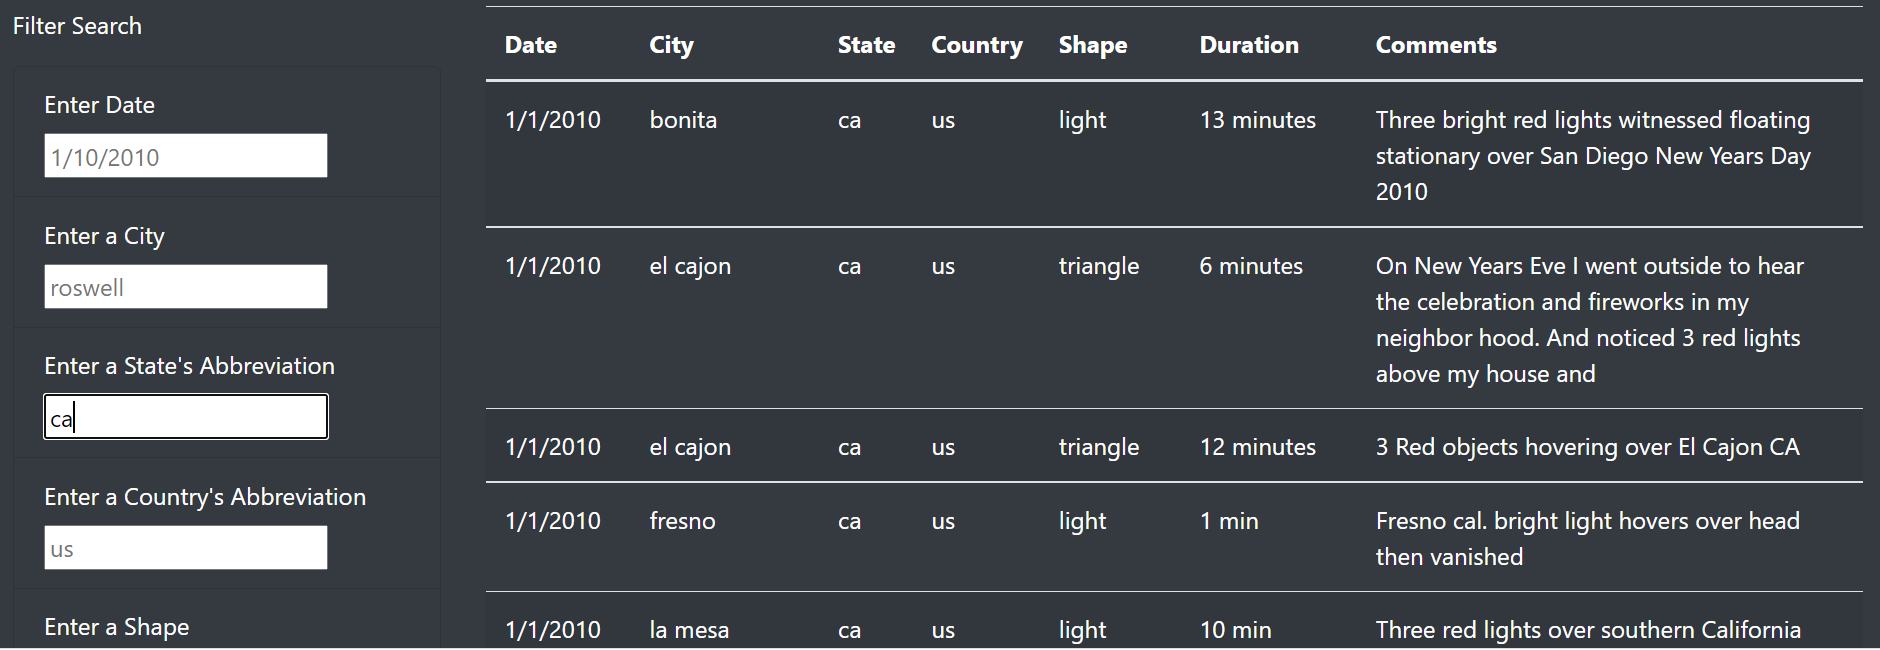 Filter Search
Enter Date
1/10/2010
Enter a City
roswell
Enter a State's Abbreviation
ca
Enter a Country's Abbreviation
us
Enter a Shape
Date City State Country Shape Duration Comments
1/1/2010 bonita ca us light 13 minutes Three bright red lights witnessed floating
stationary over San Diego New Years Day
2010
1/1/2010 el cajon ca us triangle 6 minutes On New Years Eve I went outside to hear
the celebration and fireworks in my
neighbor hood. And noticed 3 red lights
above my house and
1/1/2010 el cajon ca us triangle 12 minutes 3 Red objects hovering over El Cajon CA
1/1/2010 fresno ca us light 1 min Fresno cal. bright light hovers over head
then vanished
1/1/2010 la mesa ca us light 10 min Three red lights over southern California